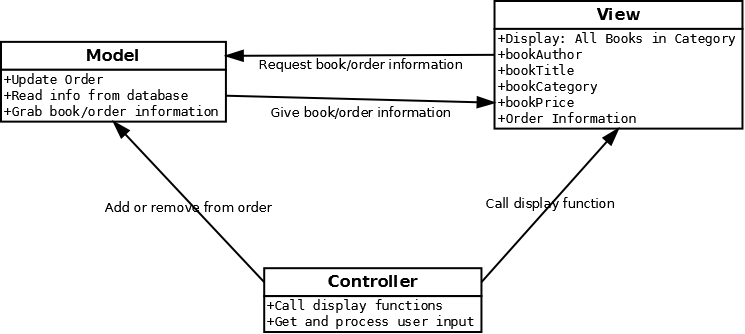 View
+Display: All Books in Category
+bookAuthor
+bookTitle
+bookCategory
+bookPrice
+Order Information
Model
+Update Order
+Read info from database
+Grab book/order information
Request book/order information
Give book/order information
Add or remove from order
Call display function
Controller
+Call display functions
+Get and process user input